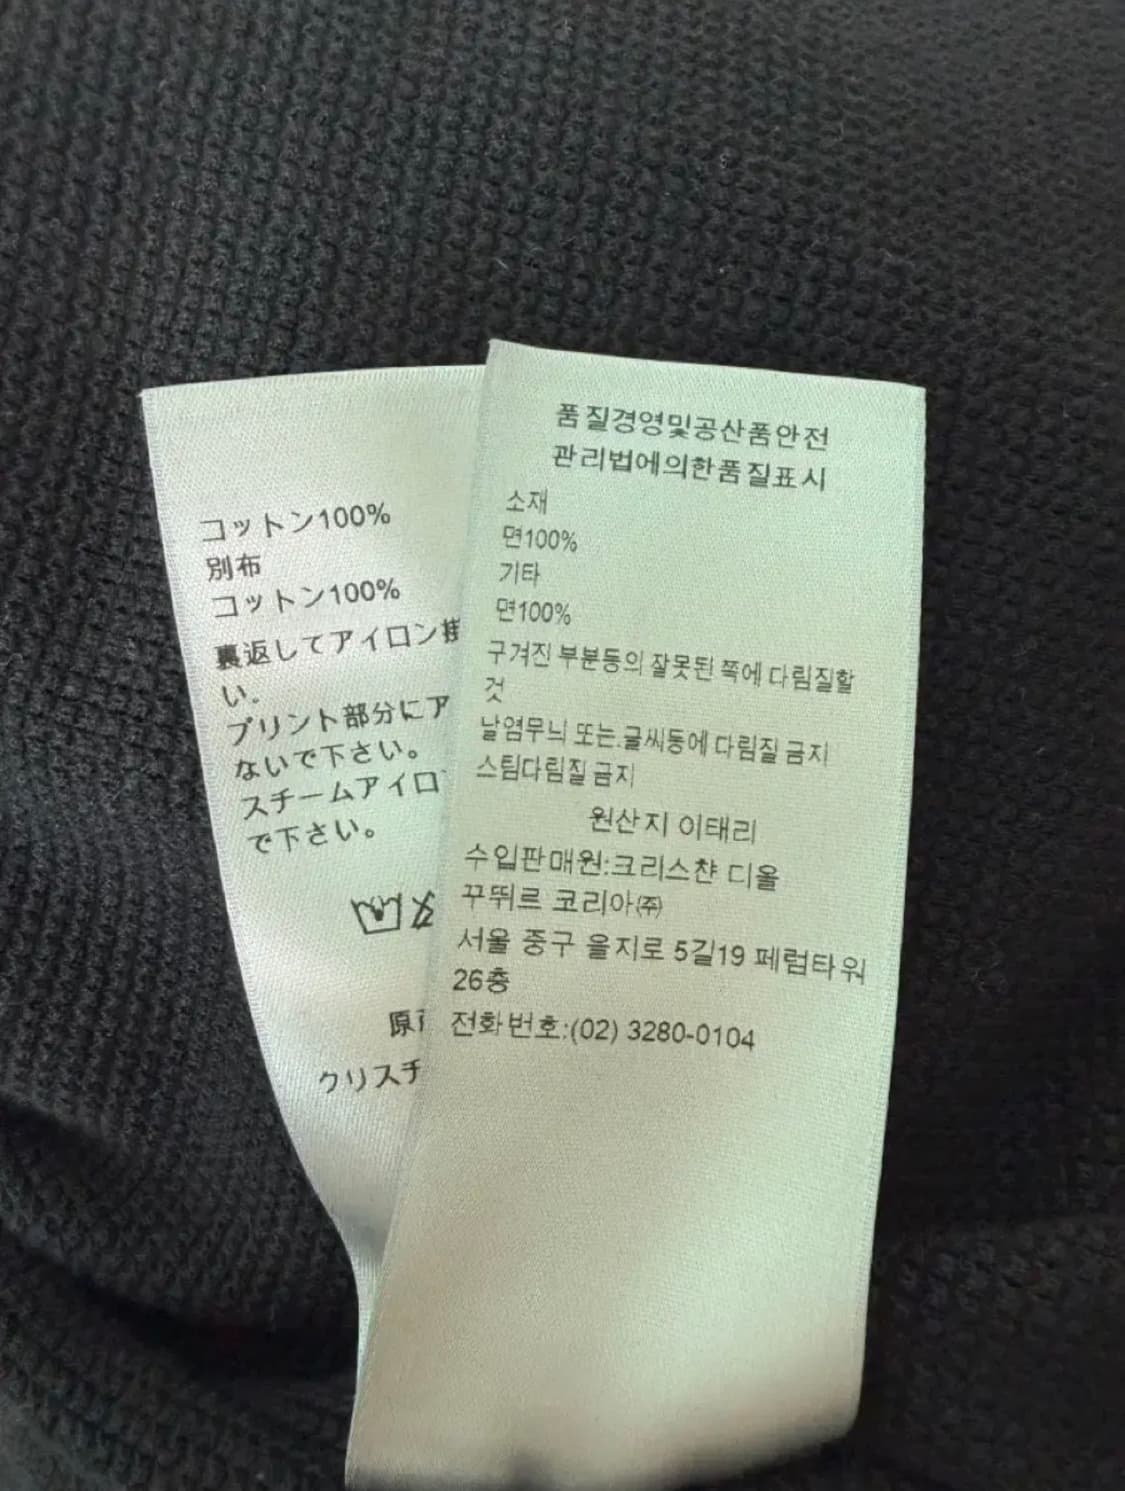 コットン100%
別布
コットン100%
裏返してアイロン掛
い。
プリント部分にア
ないで下さい。
スチームアイロ
で下さい。
原
クリスチ
품질경영및공산품안전
관리법에의한품질표시
소재
면100%
기타
면100%
구겨진 부분등의 잘못된 쪽에 다림질할
것
날염무늬 또는.글씨등에 다림질 금지
스팀다림질 금지
원산지 이태리
수입판매원:크리스챤 디올
꾸뛰르 코리아㈜
서울 중구 을지로 5길19 페럼타워
26층
전화번호:(02) 3280-0104